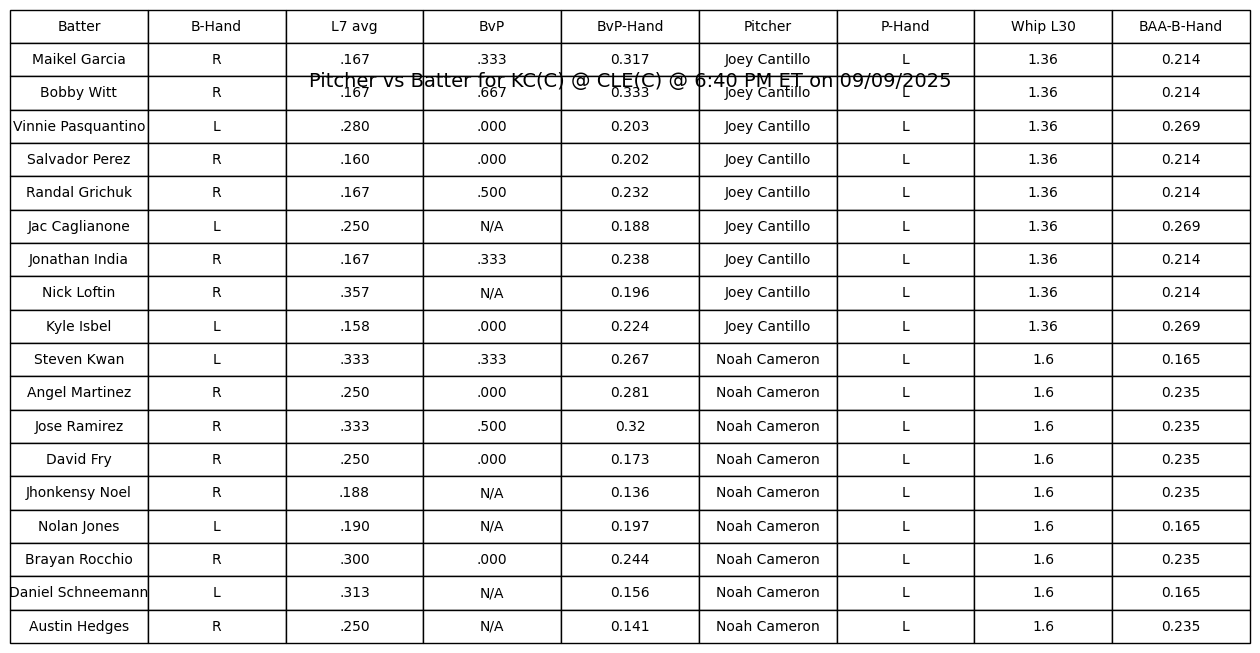 Batter B-Hand L7 avg BvP BvP-Hand Pitcher P-Hand Whip L30 BAA-B-Hand
Maikel Garcia R .167 .333 0.317 Joey Cantillo L 1.36 0.214
Pitcher vs Batter for KC(C) @ CLE(C) @ 6:40 PM ET on 09/09/2025
Bobby Witt R .167 .667 0.333 Joey Cantillo L 1.36 0.214
Vinnie Pasquantino L .280 .000 0.203 Joey Cantillo L 1.36 0.269
Salvador Perez R .160 .000 0.202 Joey Cantillo L 1.36 0.214
Randal Grichuk R .167 .500 0.232 Joey Cantillo L 1.36 0.214
Jac Caglianone L .250 N/A 0.188 Joey Cantillo L 1.36 0.269
Jonathan India R .167 .333 0.238 Joey Cantillo L 1.36 0.214
Nick Loftin R .357 N/A 0.196 Joey Cantillo L 1.36 0.214
Kyle Isbel L .158 .000 0.224 Joey Cantillo L 1.36 0.269
Steven Kwan L .333 .333 0.267 Noah Cameron L 1.6 0.165
Angel Martinez R .250 .000 0.281 Noah Cameron L 1.6 0.235
Jose Ramirez R .333 .500 0.32 Noah Cameron L 1.6 0.235
David Fry R .250 .000 0.173 Noah Cameron L 1.6 0.235
Jhonkensy Noel R .188 N/A 0.136 Noah Cameron L 1.6 0.235
Nolan Jones L .190 N/A 0.197 Noah Cameron L 1.6 0.165
Brayan Rocchio R .300 .000 0.244 Noah Cameron L 1.6 0.235
Daniel Schneemann L .313 N/A 0.156 Noah Cameron L 1.6 0.165
Austin Hedges R .250 N/A 0.141 Noah Cameron L 1.6 0.235